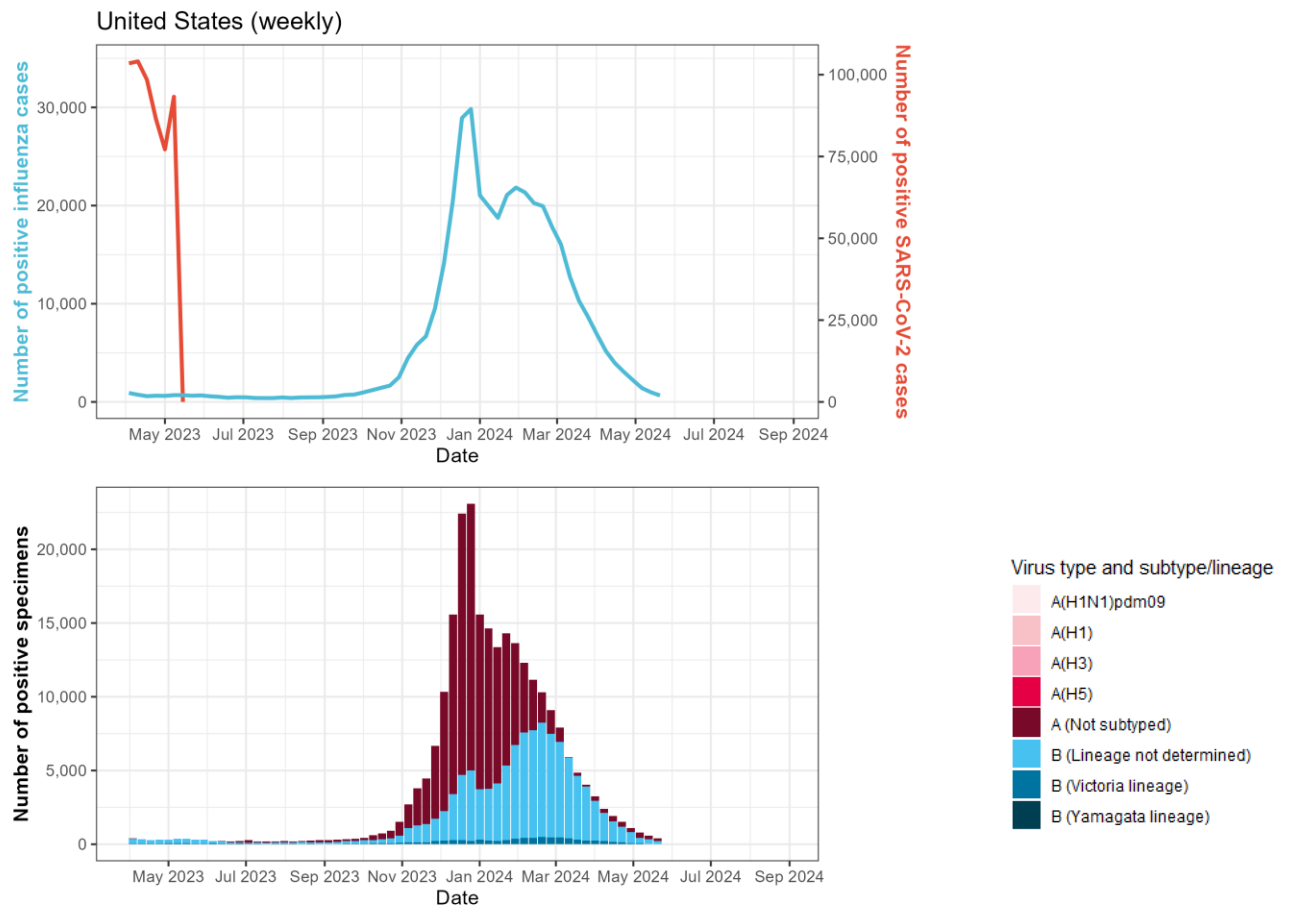 United States (weekly)
Number of positive influenza cases
30,000
20,000
10,000
0
100,000
75,000
50,000
25,000
0
Number of positive SARS-CoV-2 cases
May 2023 Jul 2023 Sep 2023 Nov 2023 Jan 2024 Mar 2024 May 2024 Jul 2024 Sep 2024
Date
Number of positive specimens
20,000
15,000
10,000
5,000
0
May 2023 Jul 2023 Sep 2023 Nov 2023 Jan 2024 Mar 2024 May 2024 Jul 2024 Sep 2024
Date
Virus type and subtype/lineage
A(H1N1)pdm09
A(H1)
A(H3)
A(H5)
A (Not subtyped)
B (Lineage not determined)
B (Victoria lineage)
B (Yamagata lineage)